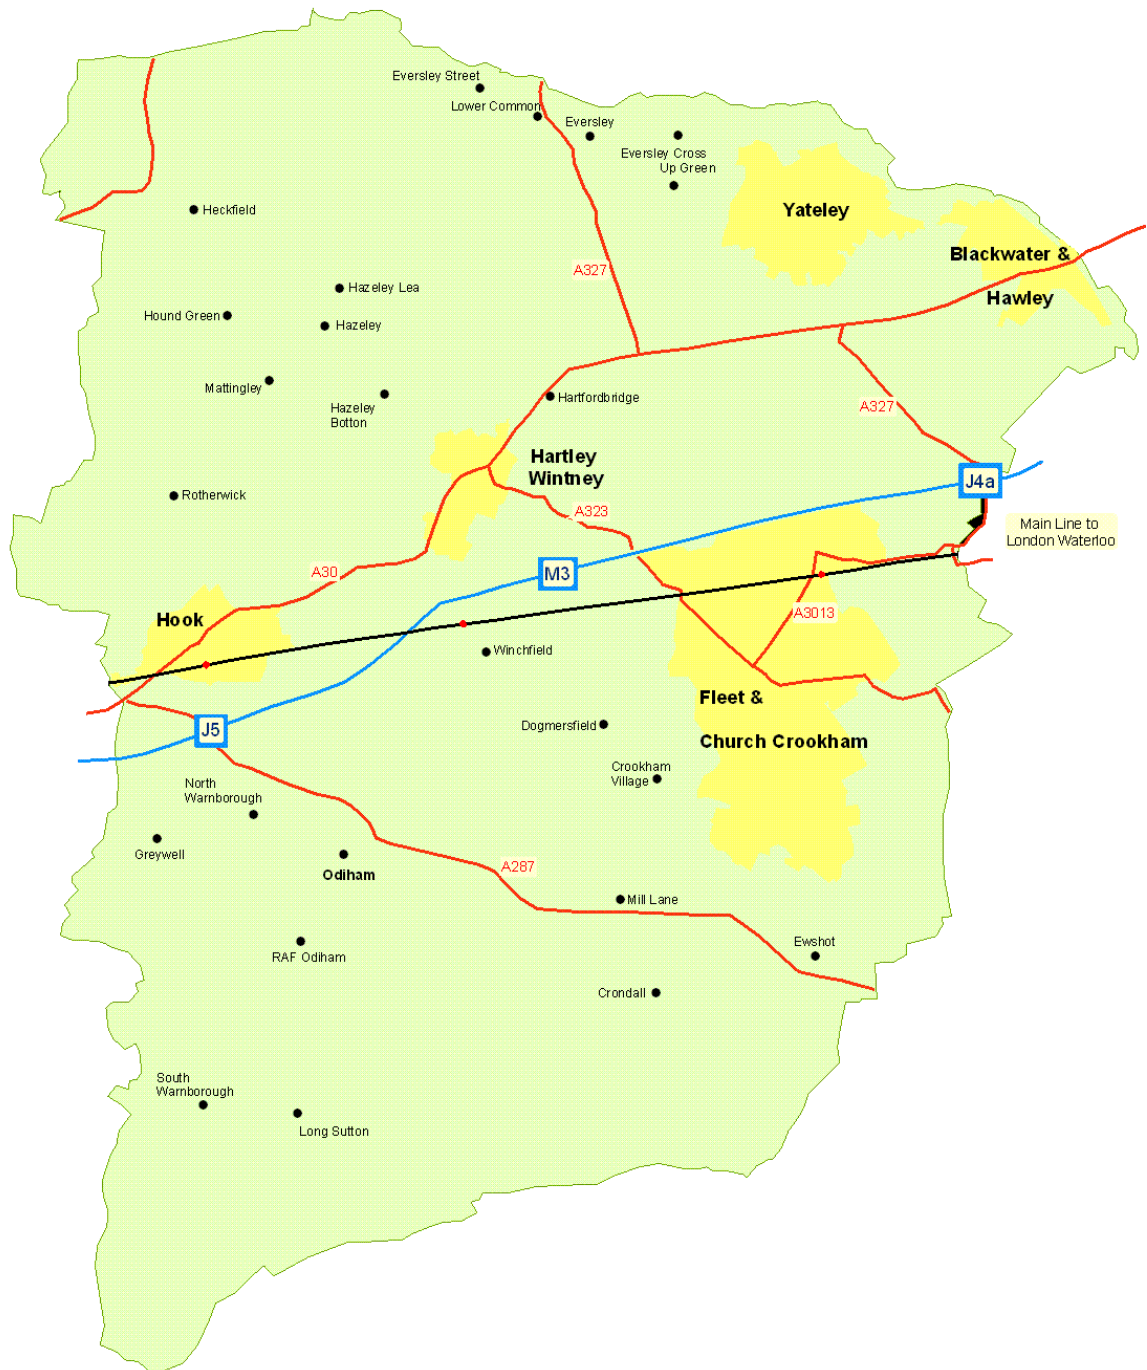 Eversley Street
Lower Common
Eversley
Eversley Cross
Up Green
Yateley
Heckfield
Blackwater &
Hawley
A327
Hazeley Lea
Hound Green
Hazeley
Mattingley
Hazeley
Botton
Hartfordbridge
A327
Hartley
Wintney
J4a
Rotherwick
A323
Main Line to
London Waterloo
A30
M3
Hook
A3013
Winchfield
Fleet &
J5
Dogmersfield
Church Crookham
Crookham
Village
North
Warnborough
Greywell
Odiham
A287
Mill Lane
Ewshot
RAF Odiham
Crondall
South
Warnborough
Long Sutton